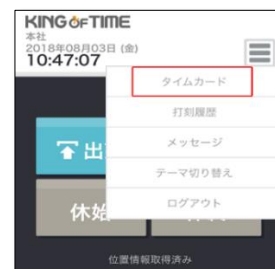 KING OF TIME
本社
2018年08月03日 (金)
10:47:07
タイムカード
打刻履歴
メッセージ
テーマ切り替え
ログアウト
出
休始
位置情報取得済み